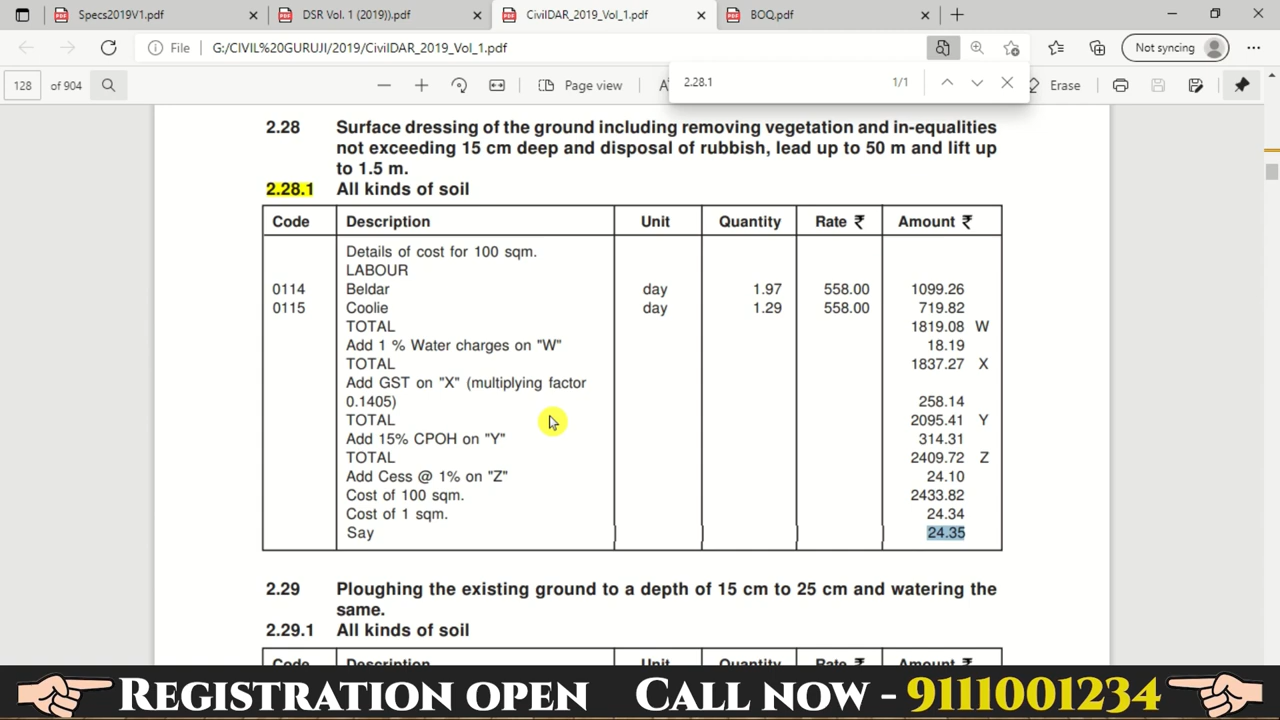 Specs2019V1.pdf
DSR Vol. 1 (2019)).pdf
CivilDAR_2019_Vol_1.pdf
BOQ.pdf
File G:/CIVIL%20GURUJI/2019/CivilDAR_2019_Vol_1.pdf
Not syncing
128 of 904
Page view
Erase
2.28.1 1/1
2.28 Surface dressing of the ground including removing vegetation and in-equalities
not exceeding 15 cm deep and disposal of rubbish, lead up to 50 m and lift up
to 1.5 m.
2.28.1 All kinds of soil
Code Description Unit Quantity Rate ₹ Amount ₹
Details of cost for 100 sqm.
LABOUR
0114 Beldar day 1.97 558.00 1099.26
0115 Coolie day 1.29 558.00 719.82
TOTAL 1819.08 W
Add 1 % Water charges on "W" 18.19
TOTAL 1837.27 X
Add GST on "X" (multiplying factor
0.1405) 258.14
TOTAL 2095.41 Y
Add 15% CPOH on "Y" 314.31
TOTAL 2409.72 Z
Add Cess @ 1% on "Z" 24.10
Cost of 100 sqm. 2433.82
Cost of 1 sqm. 24.34
Say 24.35
2.29 Ploughing the existing ground to a depth of 15 cm to 25 cm and watering the
same.
2.29.1 All kinds of soil
Code Description Unit Quantity Rate ₹ Amount ₹
REGISTRATION OPEN CALL NOW - 9111001234